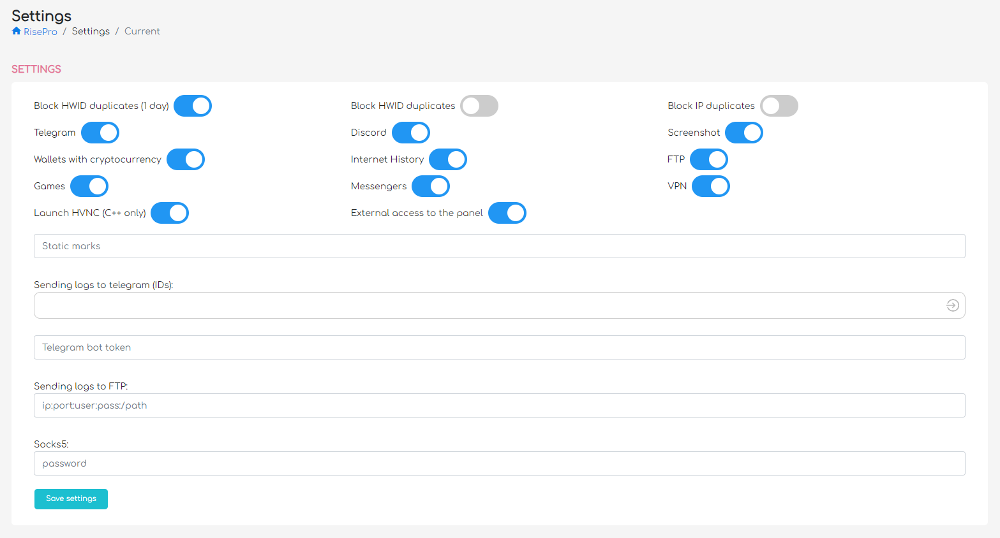 Settings
RisePro / Settings / Current
SETTINGS
Block HWID duplicates (1 day) Block HWID duplicates Block IP duplicates
Telegram Discord Screenshot
Wallets with cryptocurrency Internet History FTP
Games Messengers VPN
Launch HVNC (C++ only) External access to the panel
Static marks
Sending logs to telegram (IDs):
Telegram bot token
Sending logs to FTP:
ip:port:user:pass:/path
Socks5:
password
Save settings